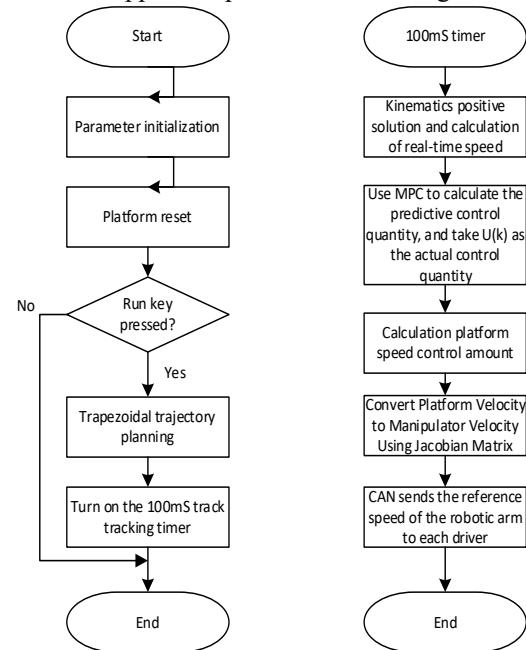 Start
Parameter initialization
Platform reset
Run key
pressed?
No
Yes
Trapezoidal trajectory
planning
Turn on the 100mS track
tracking timer
End
100mS timer
Kinematics positive
solution and calculation
of real-time speed
Use MPC to calculate the
predictive control
quantity, and take U(k) as
the actual control
quantity
Calculation platform
speed control amount
Convert Platform Velocity
to Manipulator Velocity
Using Jacobian Matrix
CAN sends the reference
speed of the robotic arm
to each driver
End